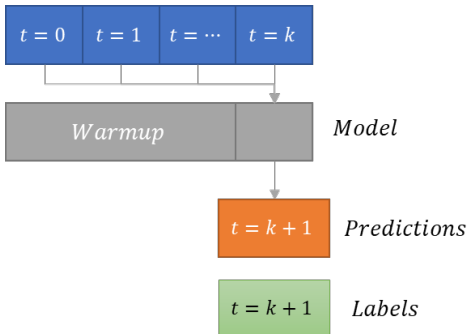 t = 0 t = 1 t = ⋯ t = k
Warmup Model
t = k + 1 Predictions
t = k + 1 Labels